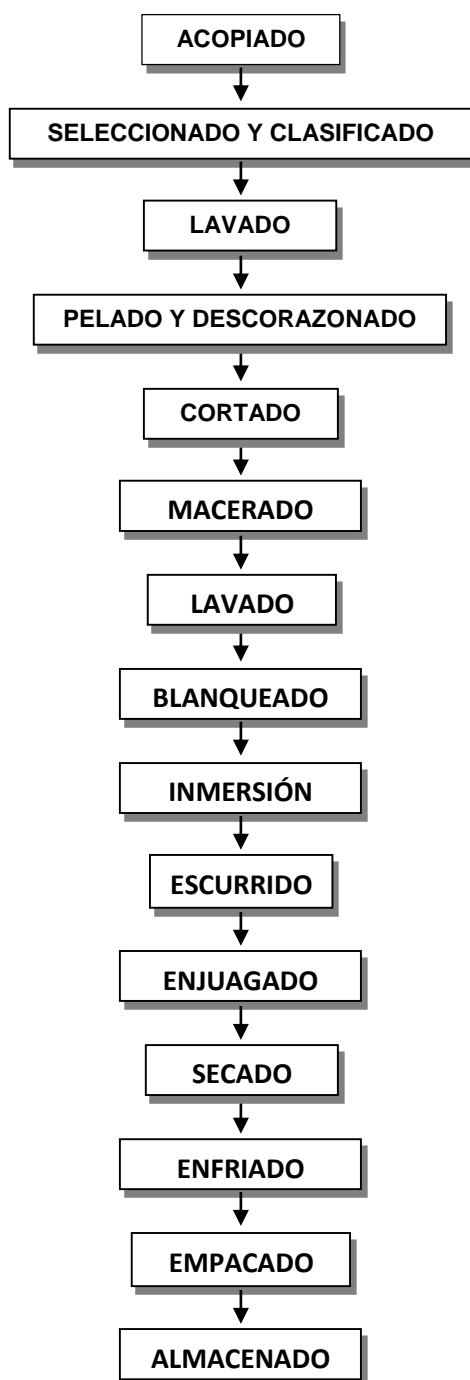 ACOPIADO
SELECCIONADO Y CLASIFICADO
LAVADO
PELADO Y DESCORAZONADO
CORTADO
MACERADO
LAVADO
BLANQUEADO
INMERSIÓN
ESCURRIDO
ENJUAGADO
SECADO
ENFRIADO
EMPACADO
ALMACENADO